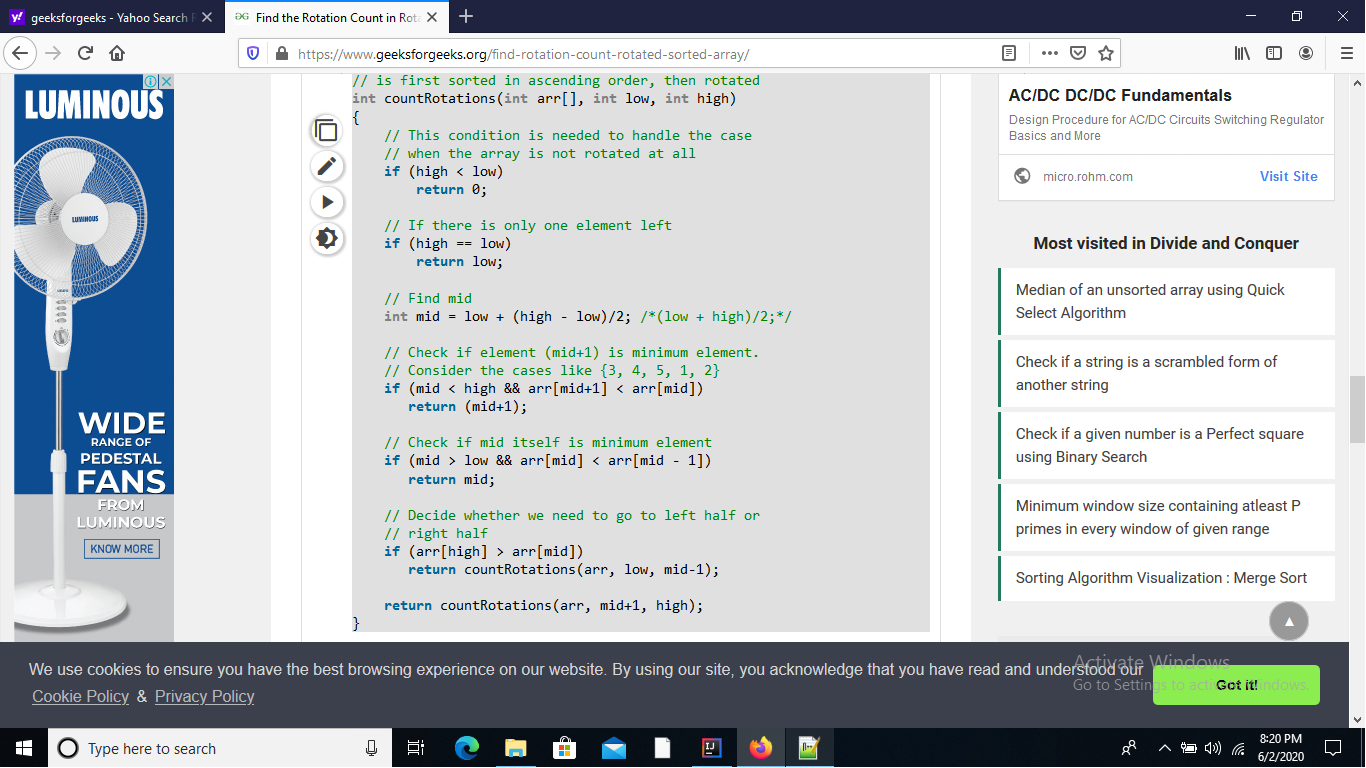 geeksforgeeks - Yahoo Search R
Find the Rotation Count in Rota
https://www.geeksforgeeks.org/find-rotation-count-rotated-sorted-array/
LUMINOUS
LUMINOUS
WIDE
RANGE OF
PEDESTAL
FANS
FROM
LUMINOUS
KNOW MORE
// is first sorted in ascending order, then rotated
int countRotations(int arr[], int low, int high)
{
    // This condition is needed to handle the case
    // when the array is not rotated at all
    if (high < low)
        return 0;
    // If there is only one element left
    if (high == low)
        return low;
    // Find mid
    int mid = low + (high - low)/2; /*(low + high)/2;*/
    // Check if element (mid+1) is minimum element.
    // Consider the cases like {3, 4, 5, 1, 2}
    if (mid < high && arr[mid+1] < arr[mid])
       return (mid+1);
    // Check if mid itself is minimum element
    if (mid > low && arr[mid] < arr[mid - 1])
       return mid;
    // Decide whether we need to go to left half or
    // right half
    if (arr[high] > arr[mid])
       return countRotations(arr, low, mid-1);
    return countRotations(arr, mid+1, high);
}
AC/DC DC/DC Fundamentals
Design Procedure for AC/DC Circuits Switching Regulator
Basics and More
micro.rohm.com
Visit Site
Most visited in Divide and Conquer
Median of an unsorted array using Quick
Select Algorithm
Check if a string is a scrambled form of
another string
Check if a given number is a Perfect square
using Binary Search
Minimum window size containing atleast P
primes in every window of given range
Sorting Algorithm Visualization : Merge Sort
We use cookies to ensure you have the best browsing experience on our website. By using our site, you acknowledge that you have read and understood our
Cookie Policy & Privacy Policy
Got it!
Activate Windows
Go to Settings to activate Windows.
Type here to search
8:20 PM
6/2/2020